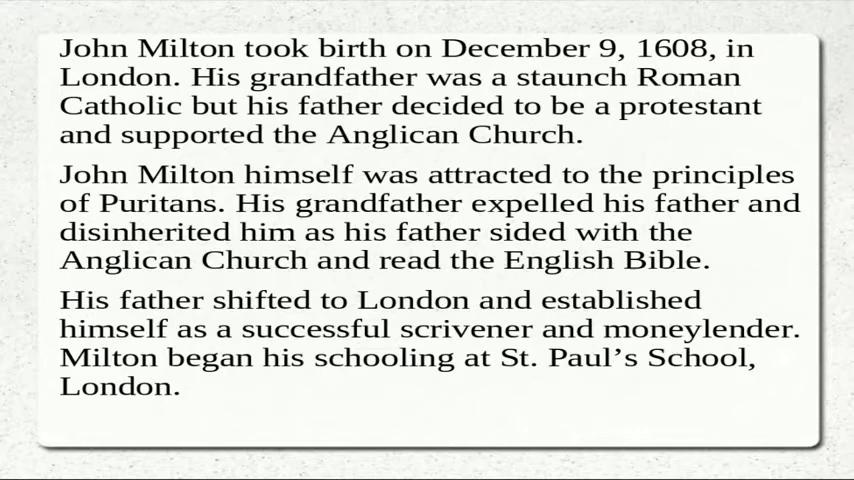 John Milton took birth on December 9, 1608, in
London. His grandfather was a staunch Roman
Catholic but his father decided to be a protestant
and supported the Anglican Church.
John Milton himself was attracted to the principles
of Puritans. His grandfather expelled his father and
disinherited him as his father sided with the
Anglican Church and read the English Bible.
His father shifted to London and established
himself as a successful scrivener and moneylender.
Milton began his schooling at St. Paul’s School,
London.